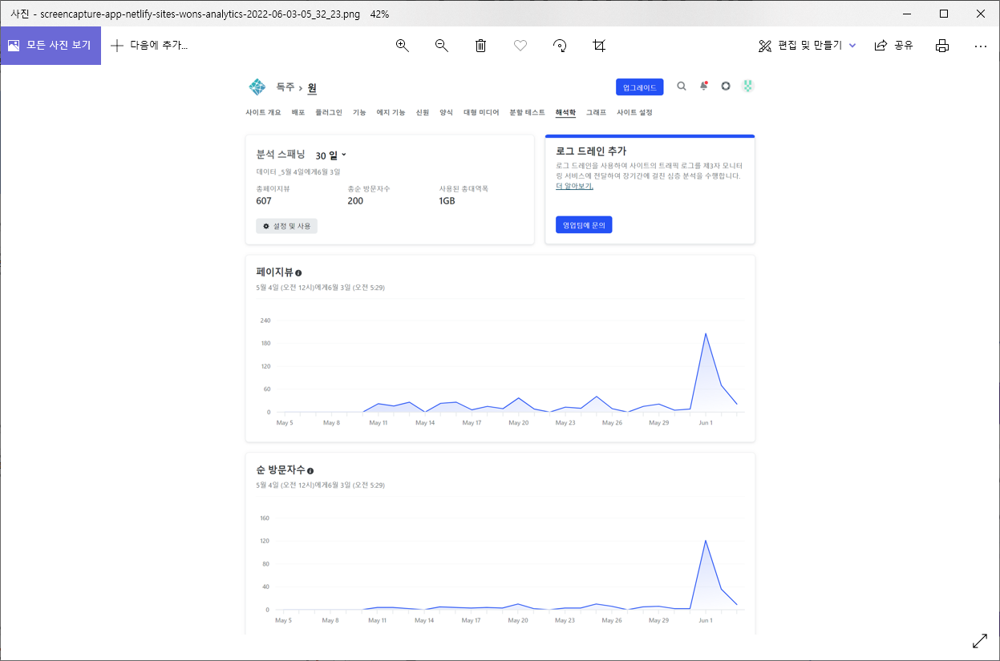 사진 - screencapture-app-netlify-sites-wons-analytics-2022-06-03-05_32_23.png 42%
모든 사진 보기 다음에 추가... 편집 및 만들기 공유
독주 > 원 업그레이드
사이트 개요 배포 플러그인 기능 에지 기능 신원 양식 대형 미디어 분할 테스트 해석학 그래프 사이트 설정
분석 스패닝 30 일
데이터 _5월 4일에게6월 3일
총페이지뷰 총순 방문자수 사용된 총대역폭
607 200 1GB
설정 및 사용
로그 드레인 추가
로그 드레인을 사용하여 사이트의 트래픽 로그를 제3자 모니터
링 서비스에 전달하여 장기간에 걸친 심층 분석을 수행합니다.
더 알아보기.
영업팀에 문의
페이지뷰
5월 4일 (오전 12시)에게6월 3일 (오전 5:29)
240
180
120
60
0
May 5 May 8 May 11 May 14 May 17 May 20 May 23 May 26 May 29 Jun 1
순 방문자수
5월 4일 (오전 12시)에게6월 3일 (오전 5:29)
160
120
80
40
0
May 5 May 8 May 11 May 14 May 17 May 20 May 23 May 26 May 29 Jun 1